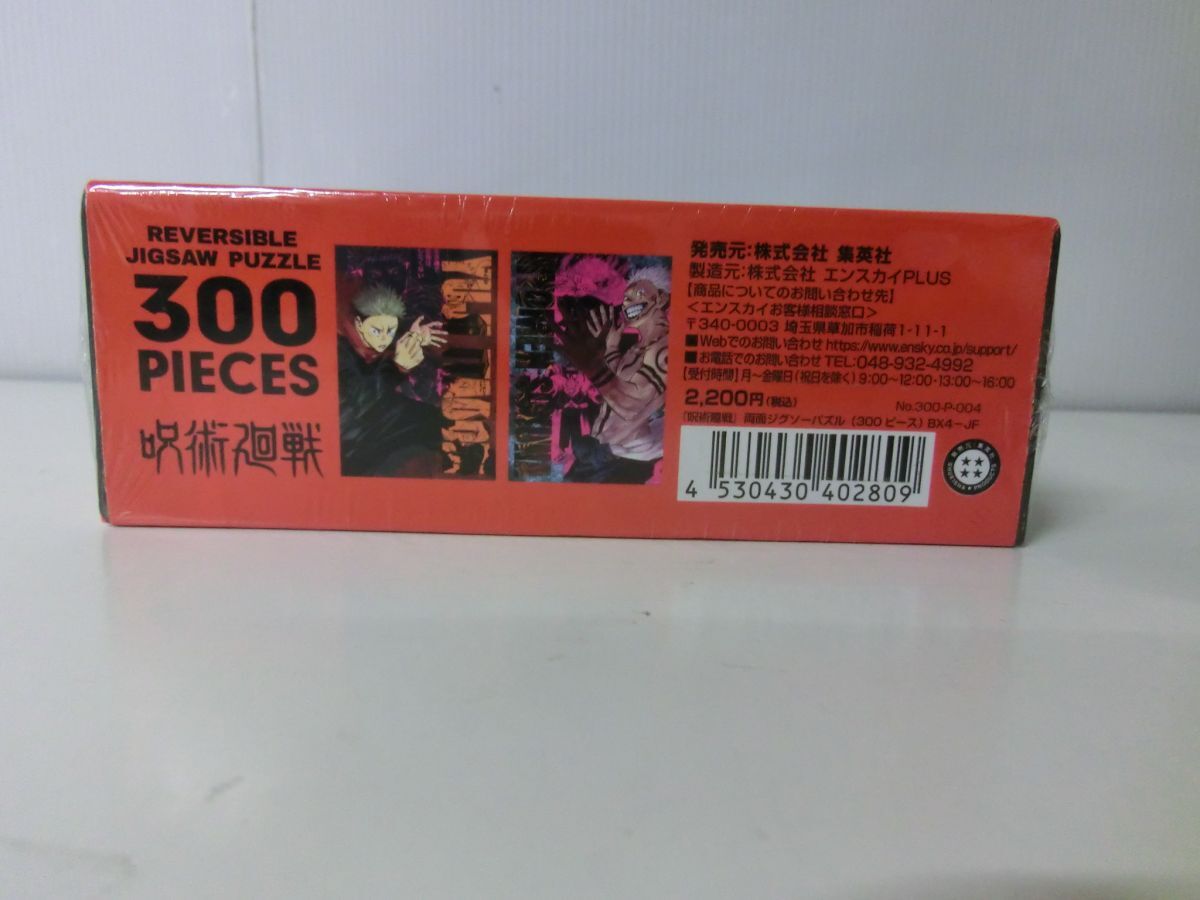 REVERSIBLE
JIGSAW PUZZLE
300
PIECES
呪術廻戦
発売元:株式会社 集英社
製造元:株式会社 エンスカイPLUS
【商品についてのお問い合わせ先】
<エンスカイお客様相談窓口>
〒340-0003 埼玉県草加市稲荷1-11-1
■Webでのお問い合わせ https://www.ensky.co.jp/support/
■お電話でのお問い合わせ TEL:048-932-4992
【受付時間】月~金曜日(祝日を除く)9:00~12:00・13:00~16:00
2,200円(税込)
No.300-P-004
『呪術廻戦』 両面ジグソーパズル (300ピース) BX4-JF
4 530430 402809